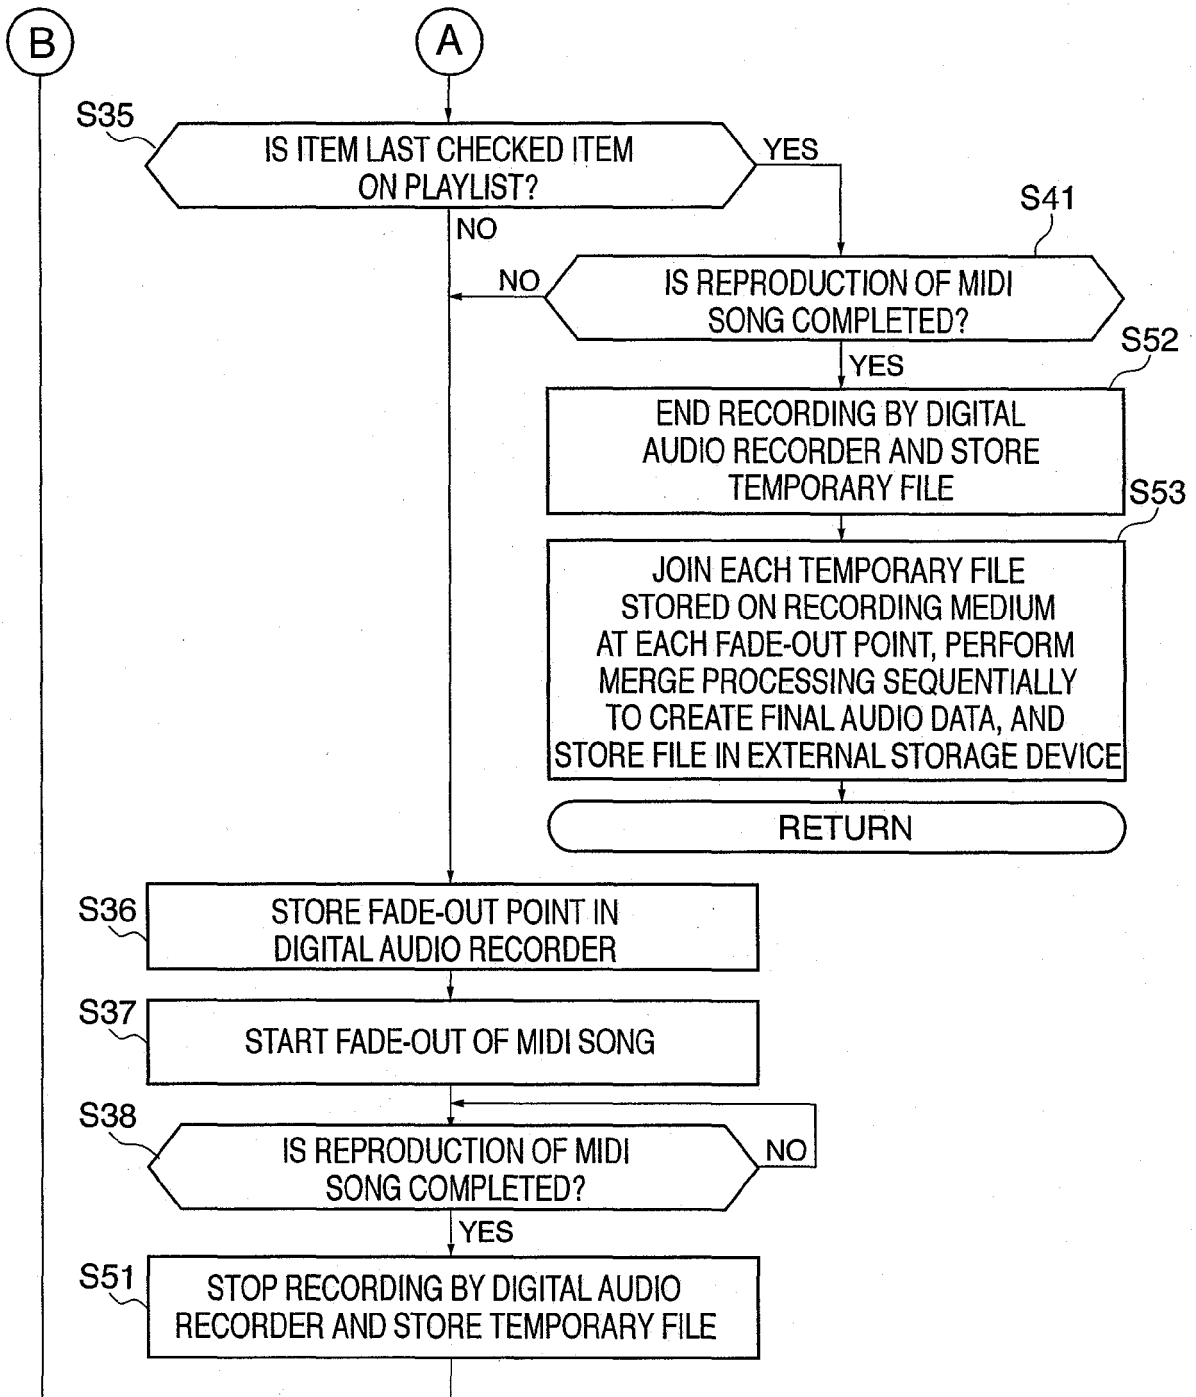 B
A
S35
IS ITEM LAST CHECKED ITEM
ON PLAYLIST?
YES
NO
S41
IS REPRODUCTION OF MIDI
SONG COMPLETED?
NO
YES
S52
END RECORDING BY DIGITAL
AUDIO RECORDER AND STORE
TEMPORARY FILE
S53
JOIN EACH TEMPORARY FILE
STORED ON RECORDING MEDIUM
AT EACH FADE-OUT POINT, PERFORM
MERGE PROCESSING SEQUENTIALLY
TO CREATE FINAL AUDIO DATA, AND
STORE FILE IN EXTERNAL STORAGE DEVICE
RETURN
S36
STORE FADE-OUT POINT IN
DIGITAL AUDIO RECORDER
S37
START FADE-OUT OF MIDI SONG
S38
IS REPRODUCTION OF MIDI
SONG COMPLETED?
NO
YES
S51
STOP RECORDING BY DIGITAL AUDIO
RECORDER AND STORE TEMPORARY FILE